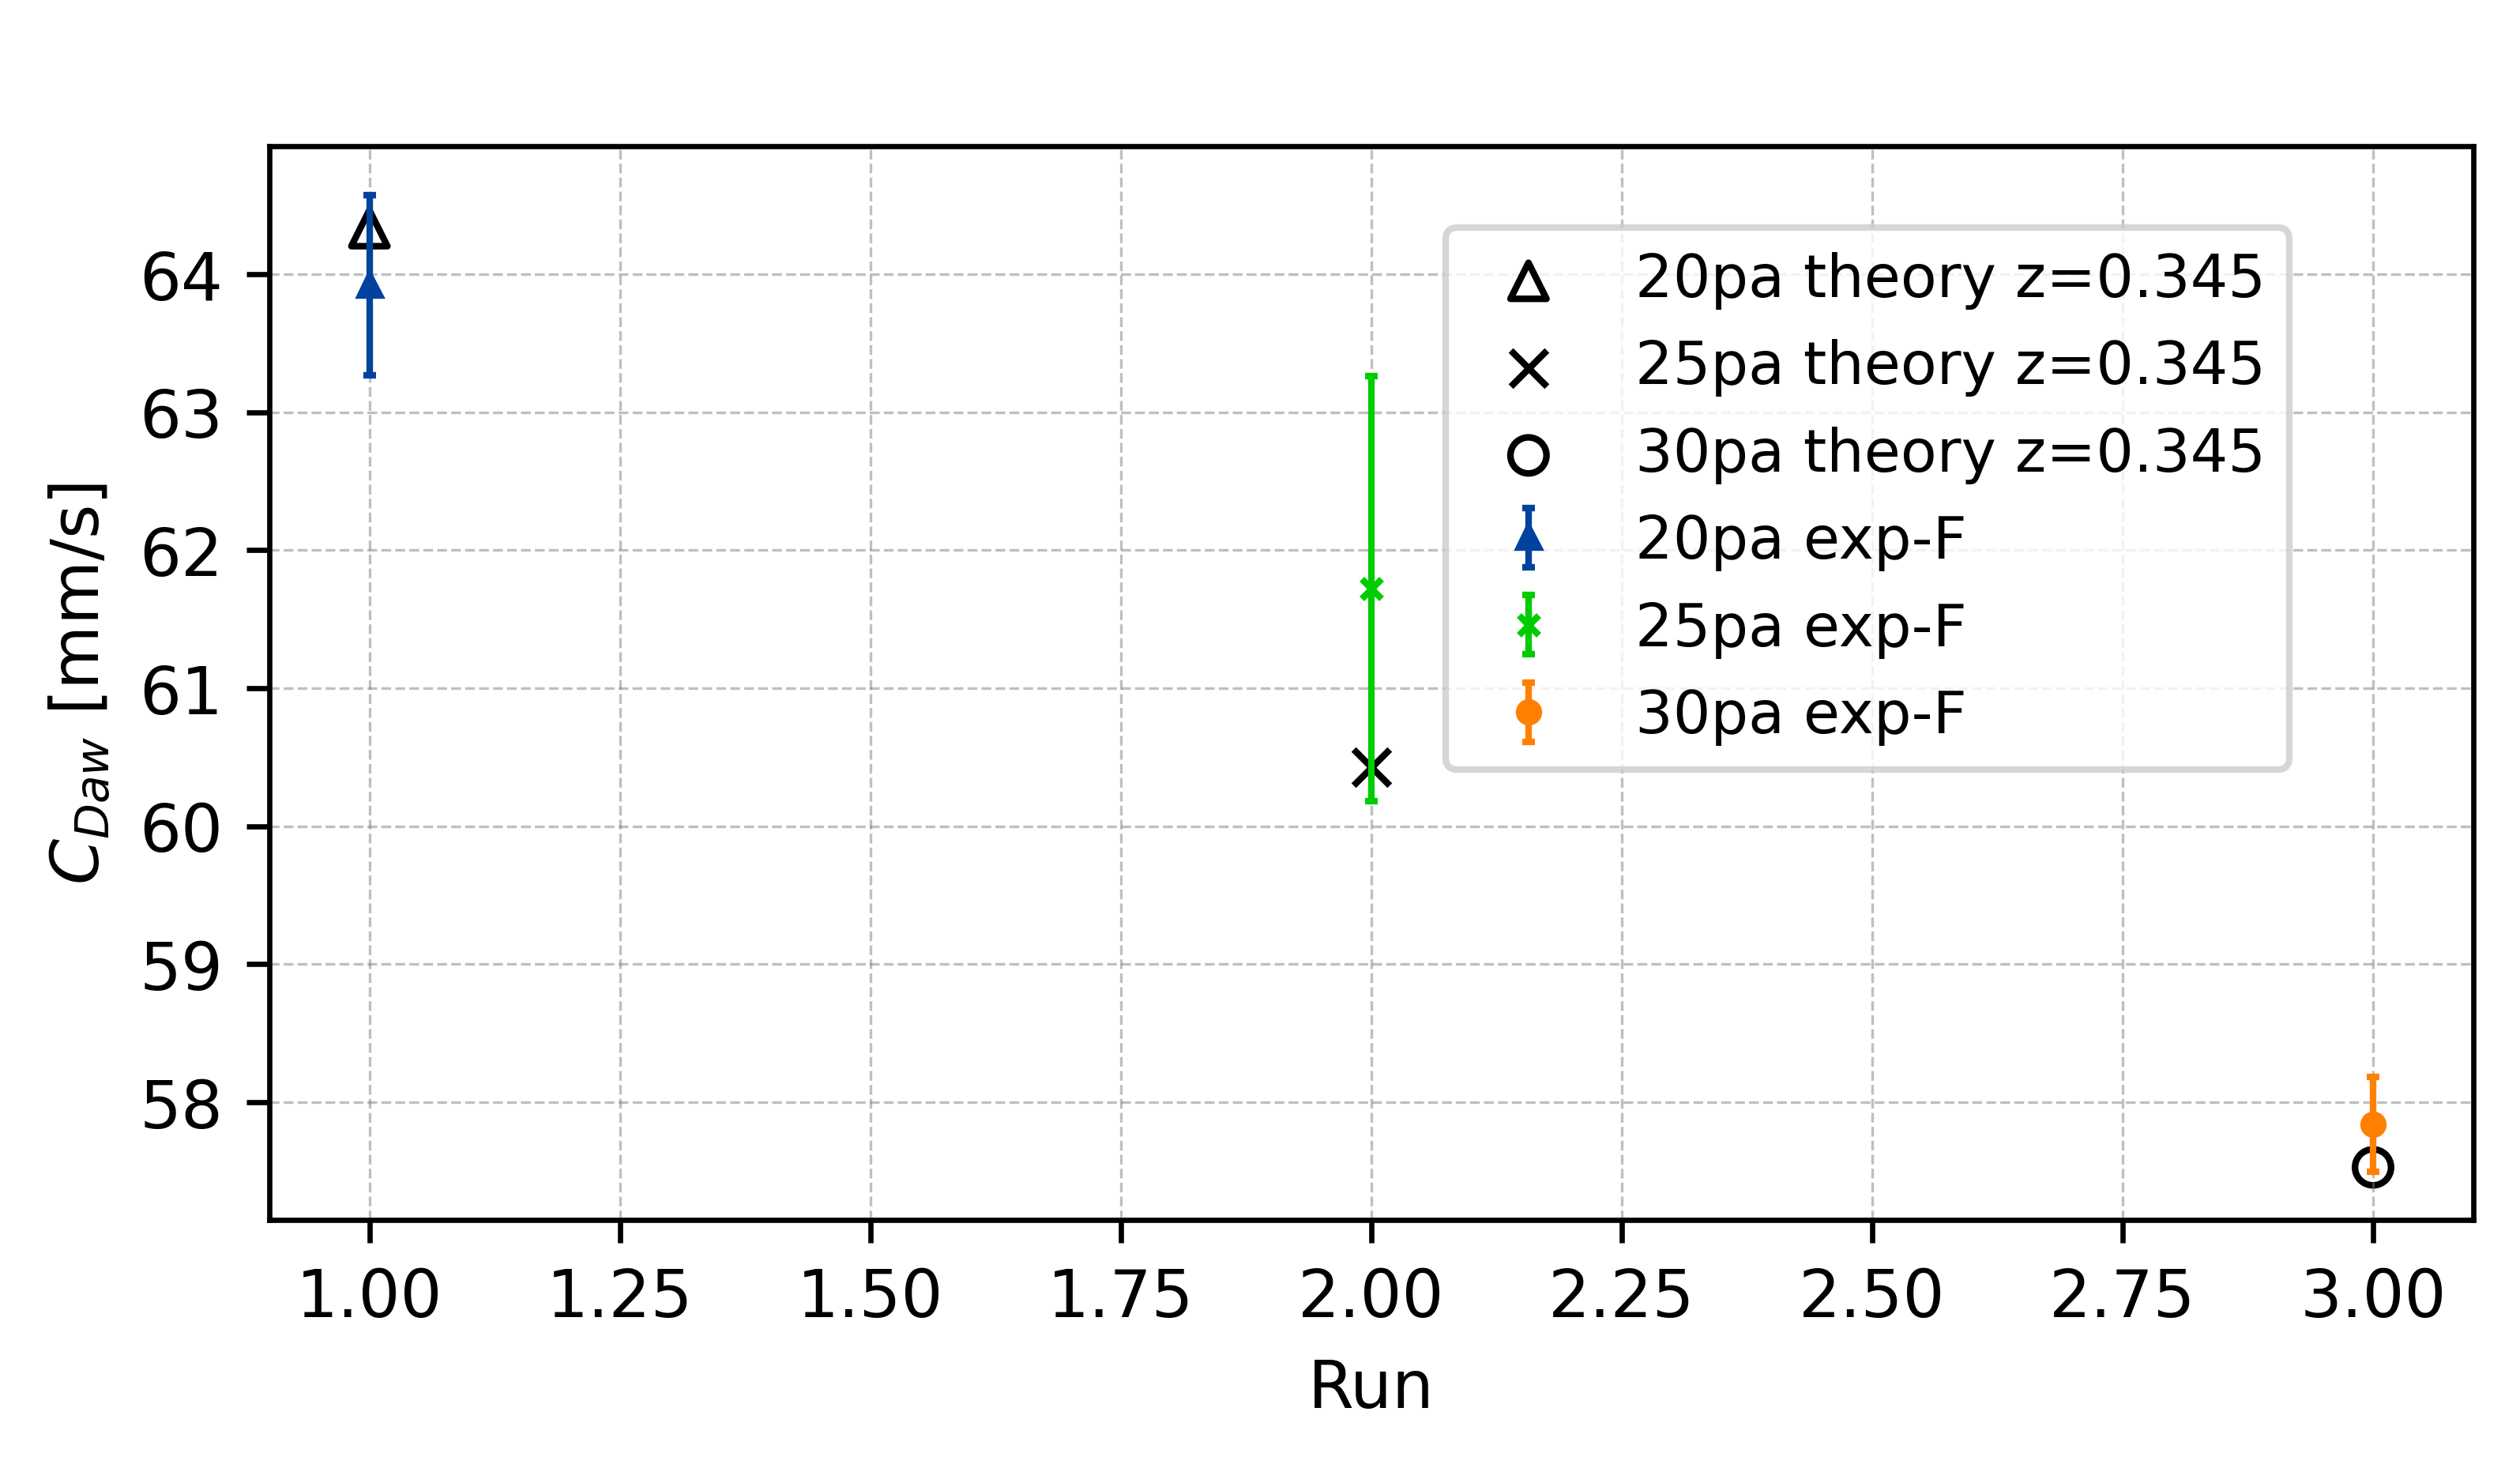 64
63
62
61
60
59
58
C_Daw [mm/s]
20pa theory z=0.345
25pa theory z=0.345
30pa theory z=0.345
20pa exp-F
25pa exp-F
30pa exp-F
1.00 1.25 1.50 1.75 2.00 2.25 2.50 2.75 3.00
Run